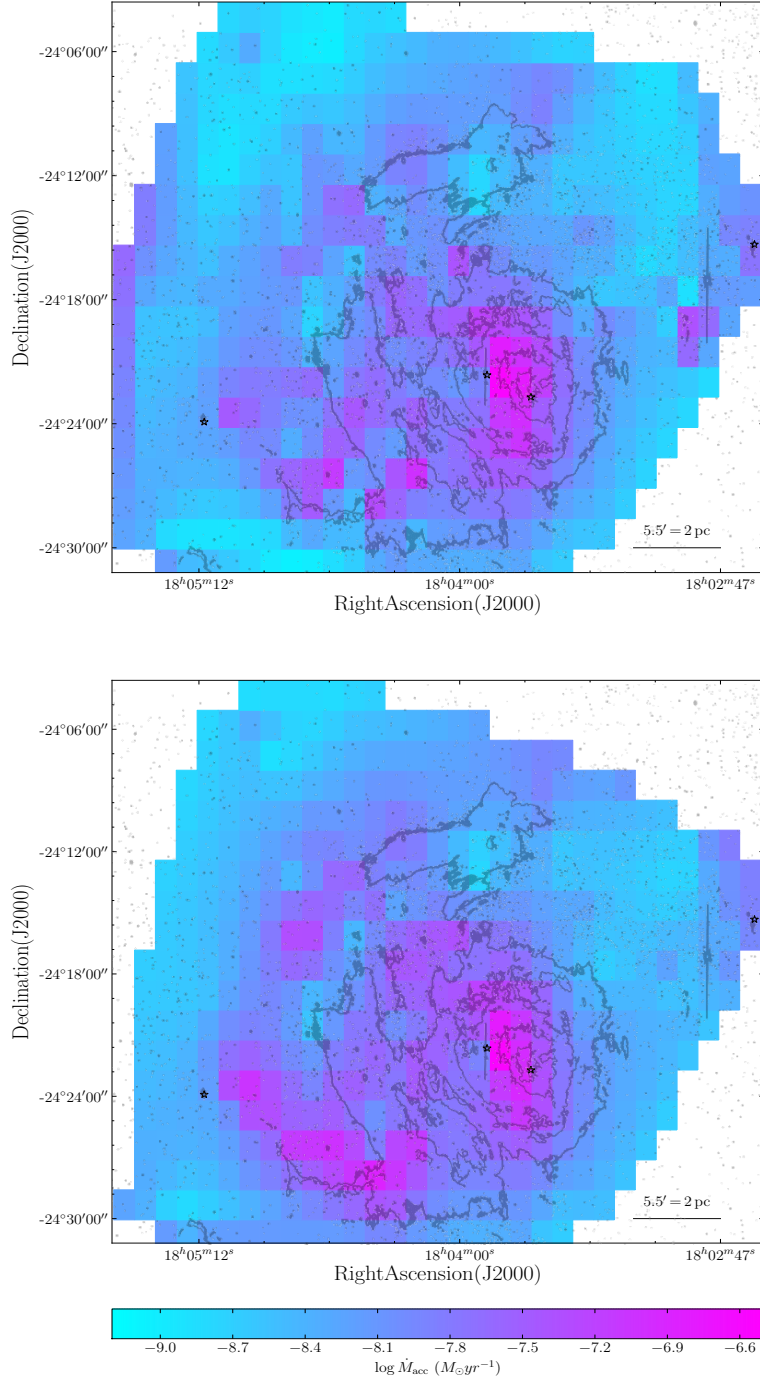 -24°06′00″
-24°12′00″
-24°18′00″
-24°24′00″
-24°30′00″
Declination(J2000)
5.5′ = 2 pc
18ʰ05ᵐ12ˢ 18ʰ04ᵐ00ˢ 18ʰ02ᵐ47ˢ
RightAscension(J2000)
-24°06′00″
-24°12′00″
-24°18′00″
-24°24′00″
-24°30′00″
Declination(J2000)
5.5′ = 2 pc
18ʰ05ᵐ12ˢ 18ʰ04ᵐ00ˢ 18ʰ02ᵐ47ˢ
RightAscension(J2000)
−9.0 −8.7 −8.4 −8.1 −7.8 −7.5 −7.2 −6.9 −6.6
log Ṁ_acc (M_⊙yr⁻¹)